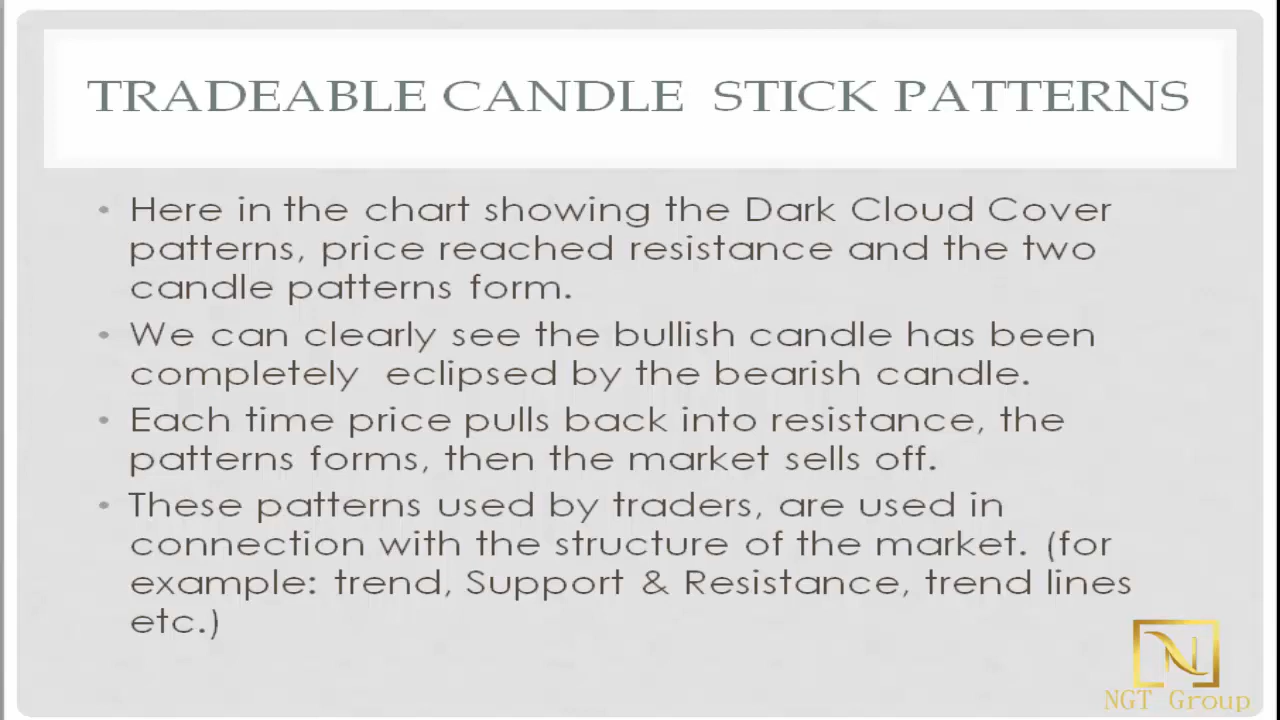 TRADEABLE CANDLE STICK PATTERNS
• Here in the chart showing the Dark Cloud Cover
patterns, price reached resistance and the two
candle patterns form.
• We can clearly see the bullish candle has been
completely eclipsed by the bearish candle.
• Each time price pulls back into resistance, the
patterns forms, then the market sells off.
• These patterns used by traders, are used in
connection with the structure of the market. (for
example: trend, Support & Resistance, trend lines
etc.)
N
NGT Group